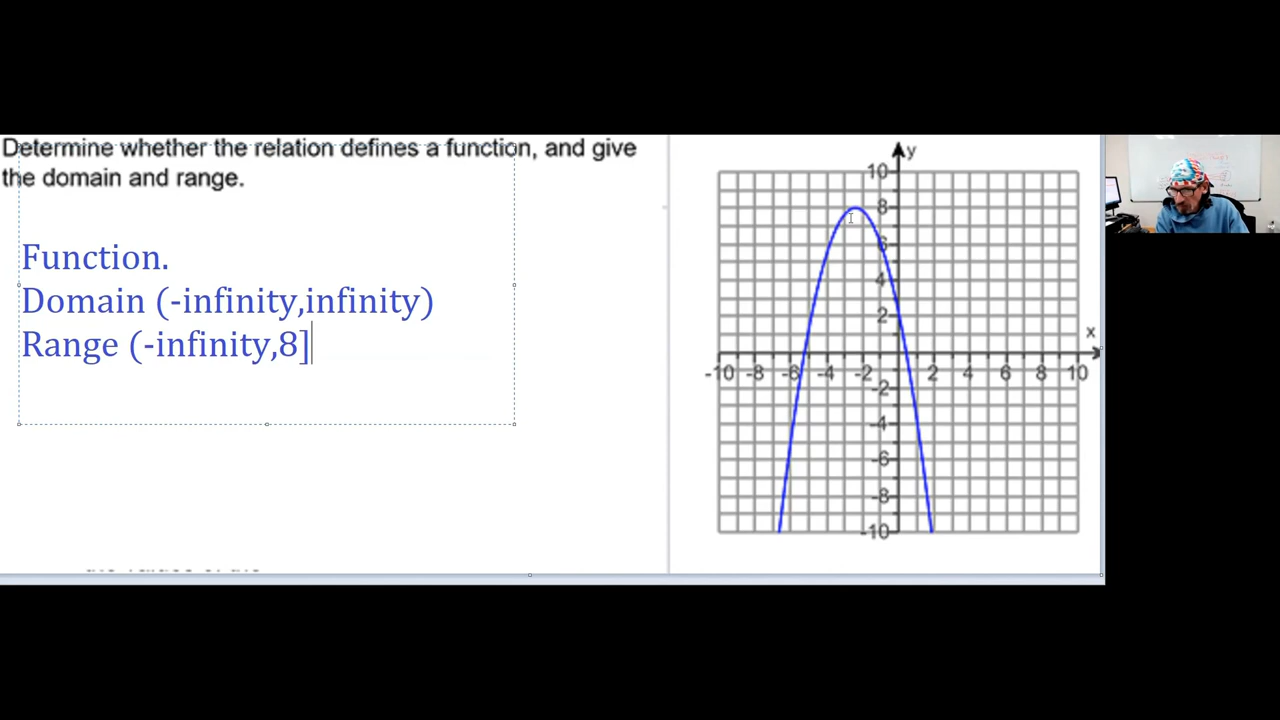 Determine whether the relation defines a function, and give
the domain and range.
Function.
Domain (-infinity,infinity)
Range (-infinity,8]
y
10
8
6
4
2
x
-10 -8 -6 -4 -2 2 4 6 8 10
-2
-4
-6
-8
-10